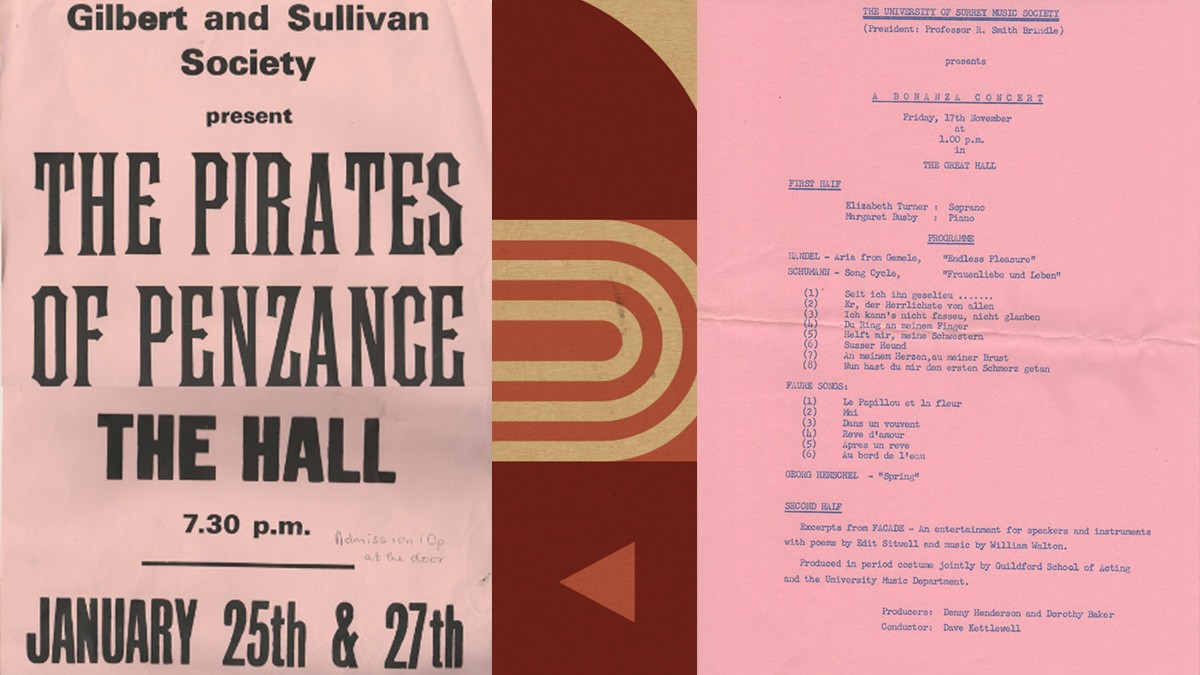 Gilbert and Sullivan
Society
present
THE PIRATES
OF PENZANCE
THE HALL
7.30 p.m.
Admission 10p
at the door
JANUARY 25th & 27th
THE UNIVERSITY OF SURREY MUSIC SOCIETY
(President: Professor R. Smith Brindle)
presents
A BONANZA CONCERT
Friday, 17th November
at
1.00 p.m.
in
THE GREAT HALL
FIRST HALF
Elizabeth Turner : Soprano
Margaret Busby : Piano
PROGRAMME
HANDEL - Aria from Gemele, "Endless Pleasure"
SCHUMANN - Song Cycle, "Frauenliebe und Leben"
(1) Seit ich ihn geselieu .......
(2) Er, der Herrlichste von allen
(3) Ich kann's nicht fasseu, nicht glanben
(4) Du Ring an meinem Finger
(5) Helft mir, meine Schwestern
(6) Susser Heund
(7) An meinem Herzen,au meiner Brust
(8) Nun hast du mir den ersten Schmerz getan
FAURE SONGS:
(1) Le Papillou et la fleur
(2) Mai
(3) Dans un vouvent
(4) Reve d'amour
(5) Apres un reve
(6) Au bord de l'eau
GEORG HENSCHEL - "Spring"
SECOND HALF
Excerpts from FACADE - An entertainment for speakers and instruments
with poems by Edit Sitwell and music by William Walton.
Produced in period costume jointly by Guildford School of Acting
and the University Music Department.
Producers: Denny Henderson and Dorothy Baker
Conductor: Dave Kettlewell